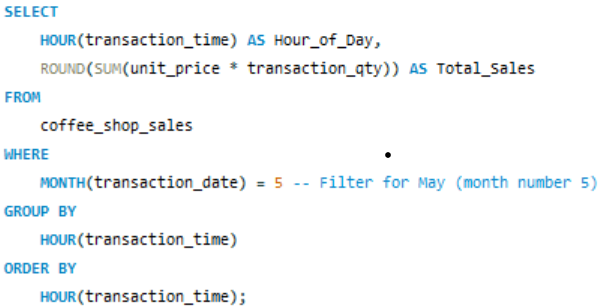 SELECT
HOUR(transaction_time) AS Hour_of_Day,
ROUND(SUM(unit_price * transaction_qty)) AS Total_Sales
FROM
coffee_shop_sales
WHERE
MONTH(transaction_date) = 5 -- Filter for May (month number 5)
GROUP BY
HOUR(transaction_time)
ORDER BY
HOUR(transaction_time);